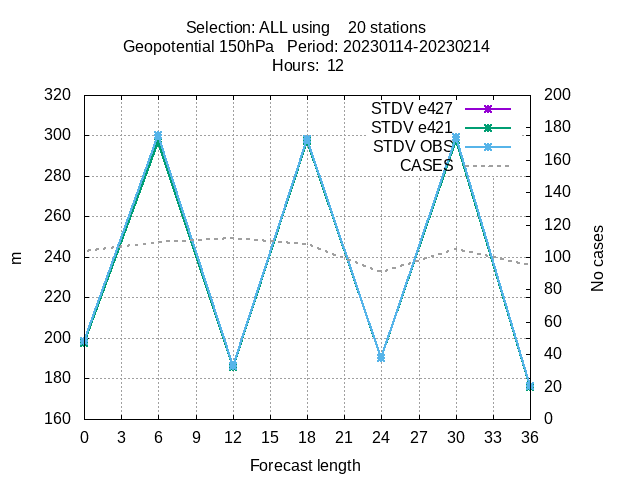 Selection: ALL using    20 stations
Geopotential 150hPa   Period: 20230114-20230214
Hours:  12
STDV e427
STDV e421
STDV OBS
CASES
320
300
280
260
240
220
200
180
160
200
180
160
140
120
100
80
60
40
20
0
m
No cases
0 3 6 9 12 15 18 21 24 27 30 33 36
Forecast length